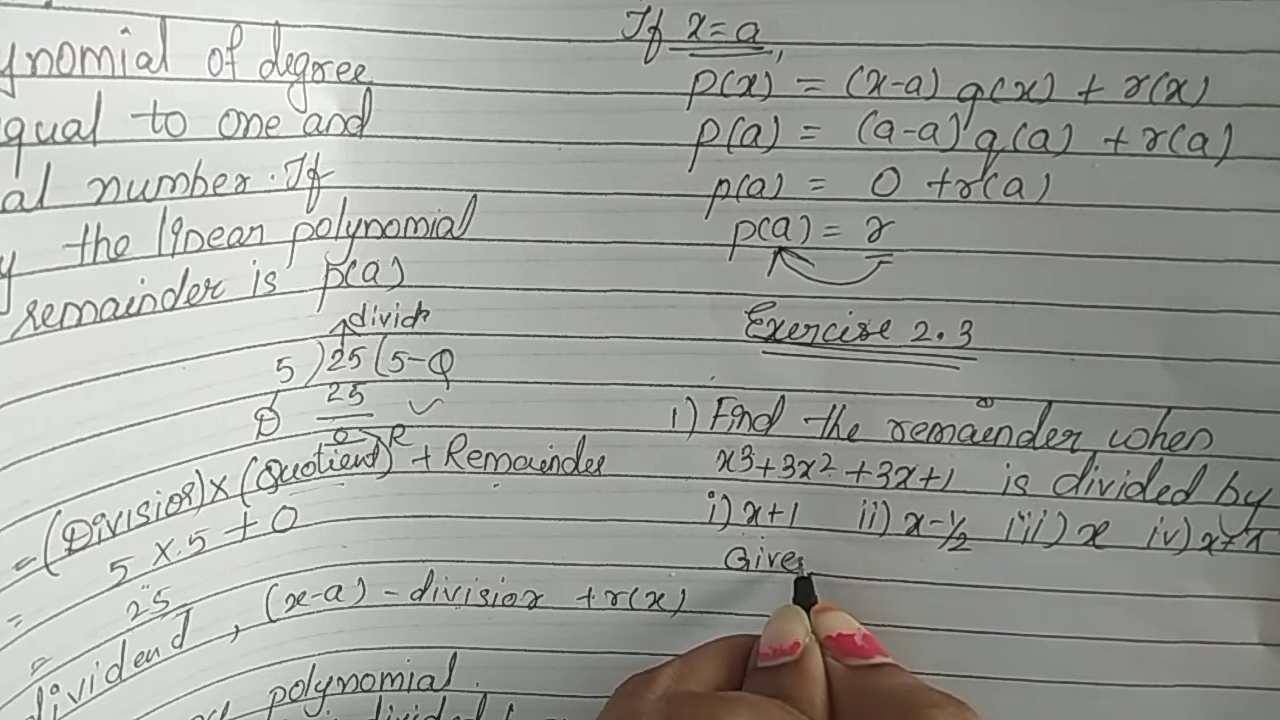 ynomial of degree
qual to one and
al number. If
y the linear polynomial
remainder is p(a)
divide
5 ) 25 ( 5 - Q
D 25
0 R
= (Division) × (Quotient) + Remainder
= 5 × 5 + 0
= 25
dividend, (x-a) - division + r(x)
polynomial.
If x = a,
p(x) = (x-a) q(x) + r(x)
p(a) = (a-a) q(a) + r(a)
p(a) = 0 + r(a)
p(a) = r
Exercise 2.3
1) Find the remainder when
x3+3x2+3x+1 is divided by
i) x+1 ii) x-1/2 iii) x iv) x+π
Give